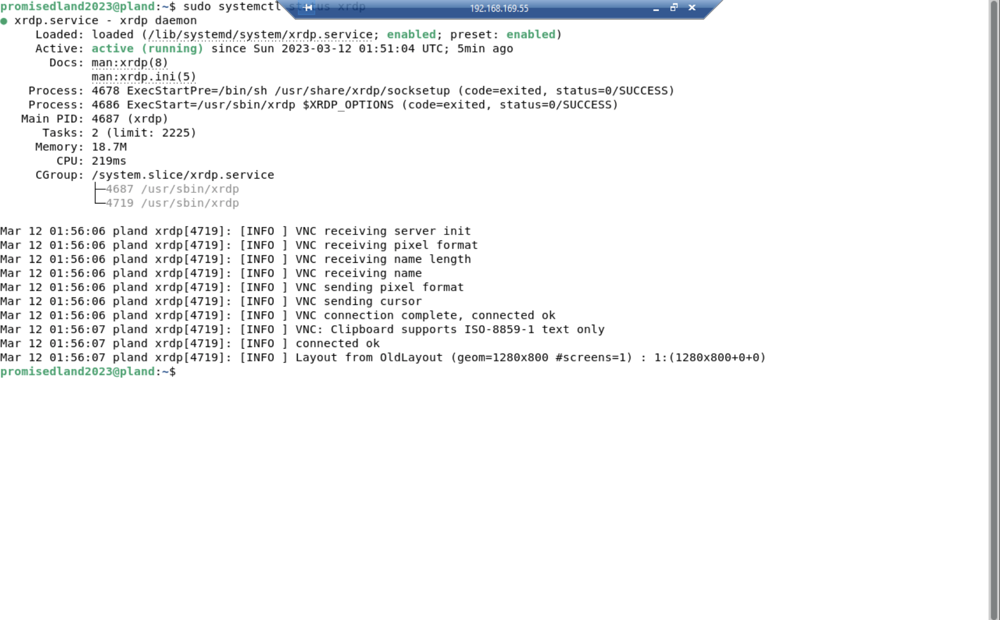 promisedland2023@pland:~$ sudo systemctl status xrdp
192.168.169.55
● xrdp.service - xrdp daemon
Loaded: loaded (/lib/systemd/system/xrdp.service; enabled; preset: enabled)
Active: active (running) since Sun 2023-03-12 01:51:04 UTC; 5min ago
Docs: man:xrdp(8)
man:xrdp.ini(5)
Process: 4678 ExecStartPre=/bin/sh /usr/share/xrdp/socksetup (code=exited, status=0/SUCCESS)
Process: 4686 ExecStart=/usr/sbin/xrdp $XRDP_OPTIONS (code=exited, status=0/SUCCESS)
Main PID: 4687 (xrdp)
Tasks: 2 (limit: 2225)
Memory: 18.7M
CPU: 219ms
CGroup: /system.slice/xrdp.service
├─4687 /usr/sbin/xrdp
└─4719 /usr/sbin/xrdp
Mar 12 01:56:06 pland xrdp[4719]: [INFO ] VNC receiving server init
Mar 12 01:56:06 pland xrdp[4719]: [INFO ] VNC receiving pixel format
Mar 12 01:56:06 pland xrdp[4719]: [INFO ] VNC receiving name length
Mar 12 01:56:06 pland xrdp[4719]: [INFO ] VNC receiving name
Mar 12 01:56:06 pland xrdp[4719]: [INFO ] VNC sending pixel format
Mar 12 01:56:06 pland xrdp[4719]: [INFO ] VNC sending cursor
Mar 12 01:56:06 pland xrdp[4719]: [INFO ] VNC connection complete, connected ok
Mar 12 01:56:07 pland xrdp[4719]: [INFO ] VNC: Clipboard supports ISO-8859-1 text only
Mar 12 01:56:07 pland xrdp[4719]: [INFO ] connected ok
Mar 12 01:56:07 pland xrdp[4719]: [INFO ] Layout from OldLayout (geom=1280x800 #screens=1) : 1:(1280x800+0+0)
promisedland2023@pland:~$